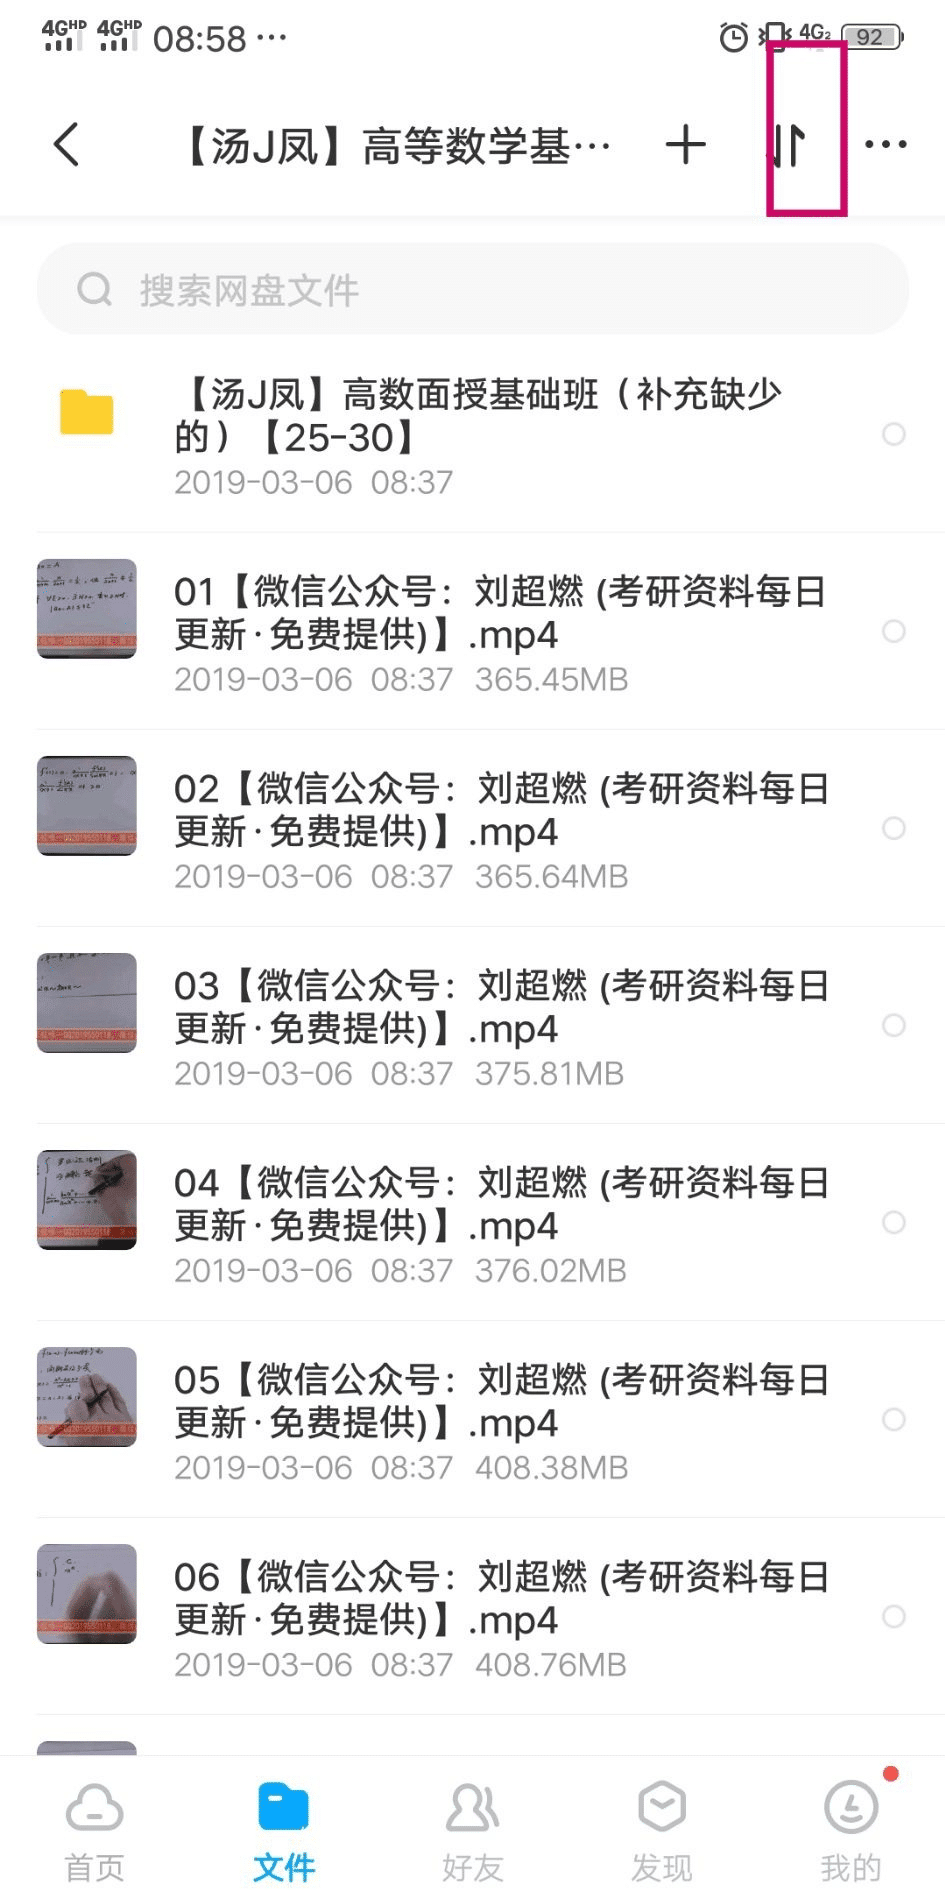 4GHD 4GHD 08:58 ··· 4G2 92
【汤J凤】高等数学基···
搜索网盘文件
【汤J凤】高数面授基础班（补充缺少
的）【25-30】
2019-03-06 08:37
01【微信公众号：刘超燃 (考研资料每日
更新·免费提供)】.mp4
2019-03-06 08:37 365.45MB
02【微信公众号：刘超燃 (考研资料每日
更新·免费提供)】.mp4
2019-03-06 08:37 365.64MB
03【微信公众号：刘超燃 (考研资料每日
更新·免费提供)】.mp4
2019-03-06 08:37 375.81MB
04【微信公众号：刘超燃 (考研资料每日
更新·免费提供)】.mp4
2019-03-06 08:37 376.02MB
05【微信公众号：刘超燃 (考研资料每日
更新·免费提供)】.mp4
2019-03-06 08:37 408.38MB
06【微信公众号：刘超燃 (考研资料每日
更新·免费提供)】.mp4
2019-03-06 08:37 408.76MB
首页 文件 好友 发现 我的